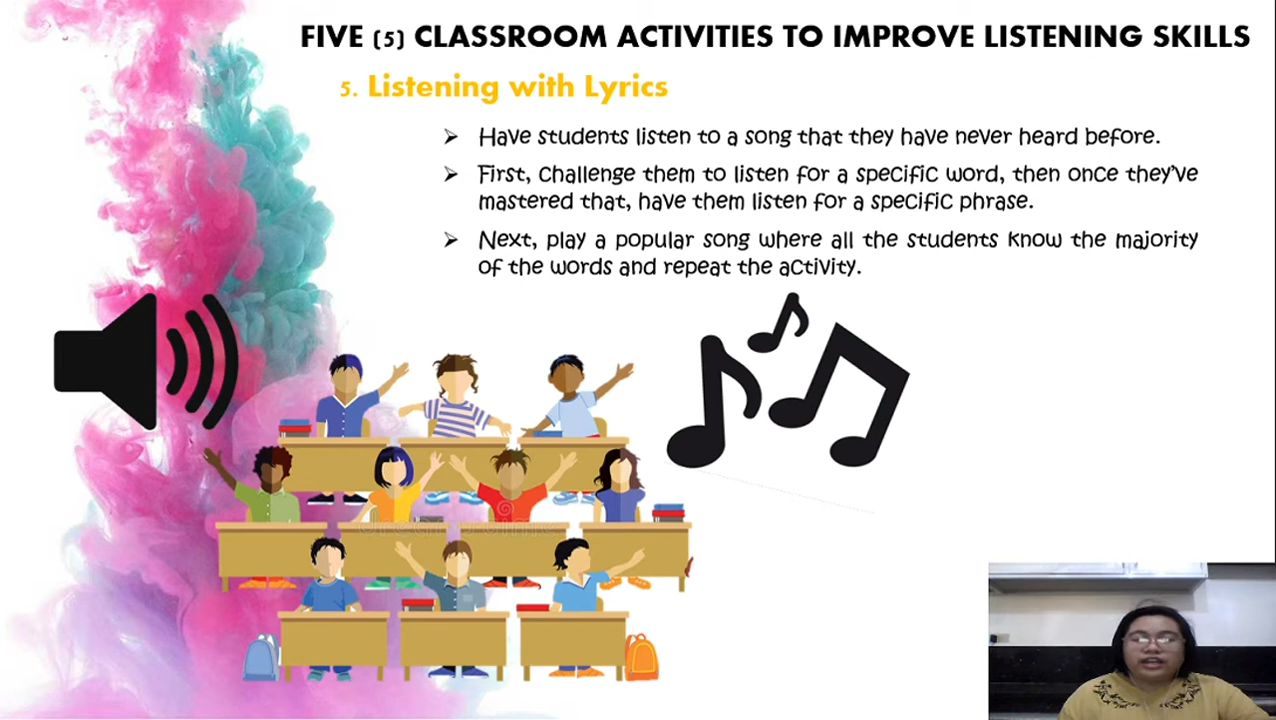 FIVE (5) CLASSROOM ACTIVITIES TO IMPROVE LISTENING SKILLS
5. Listening with Lyrics
Have students listen to a song that they have never heard before.
First, challenge them to listen for a specific word, then once they've
mastered that, have them listen for a specific phrase.
Next, play a popular song where all the students know the majority
of the words and repeat the activity.